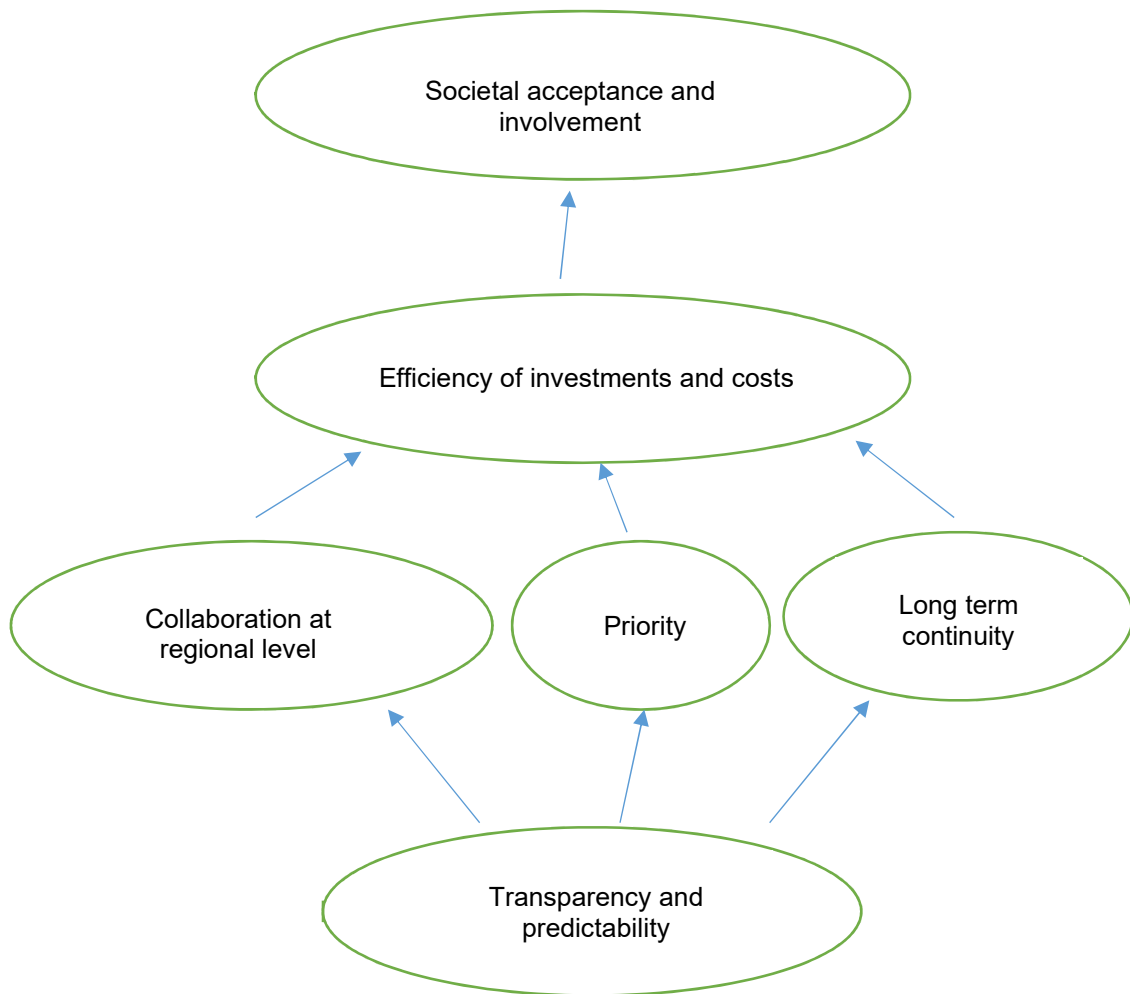 Societal acceptance and
involvement
Efficiency of investments and costs
Collaboration at
regional level
Priority
Long term
continuity
Transparency and
predictability